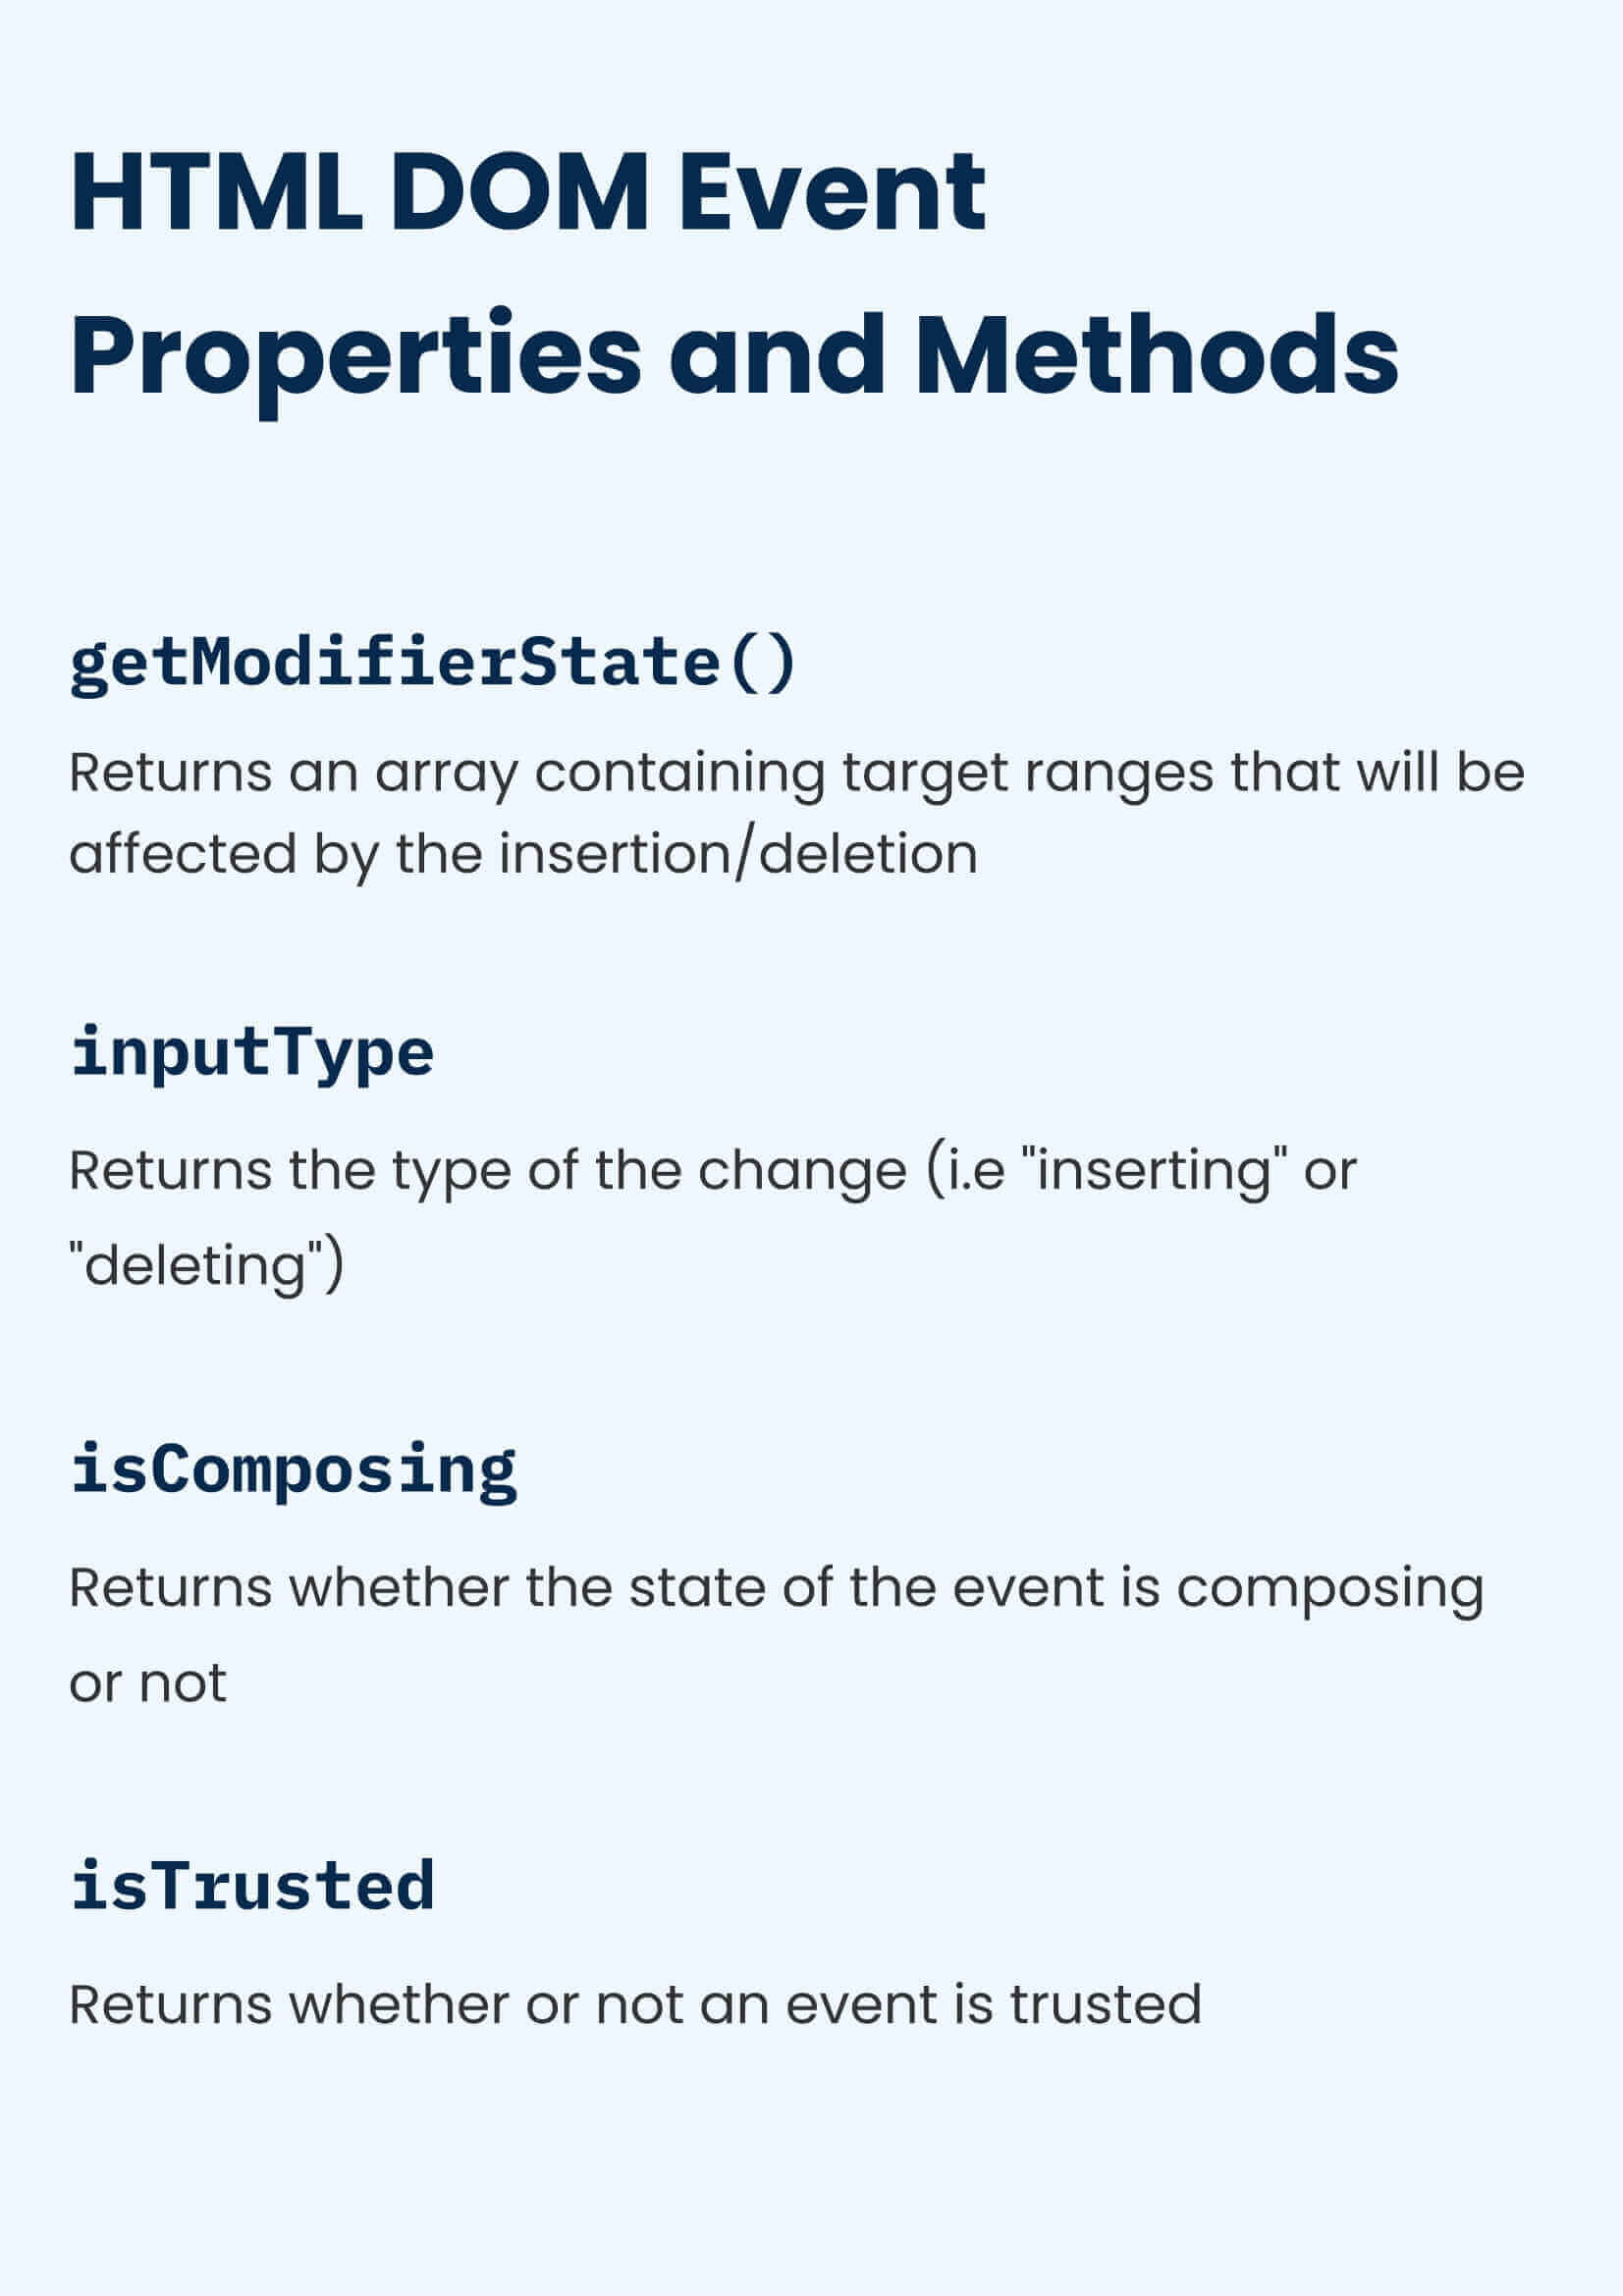 HTML DOM Event
Properties and Methods
getModifierState()
Returns an array containing target ranges that will be
affected by the insertion/deletion
inputType
Returns the type of the change (i.e "inserting" or
"deleting")
isComposing
Returns whether the state of the event is composing
or not
isTrusted
Returns whether or not an event is trusted